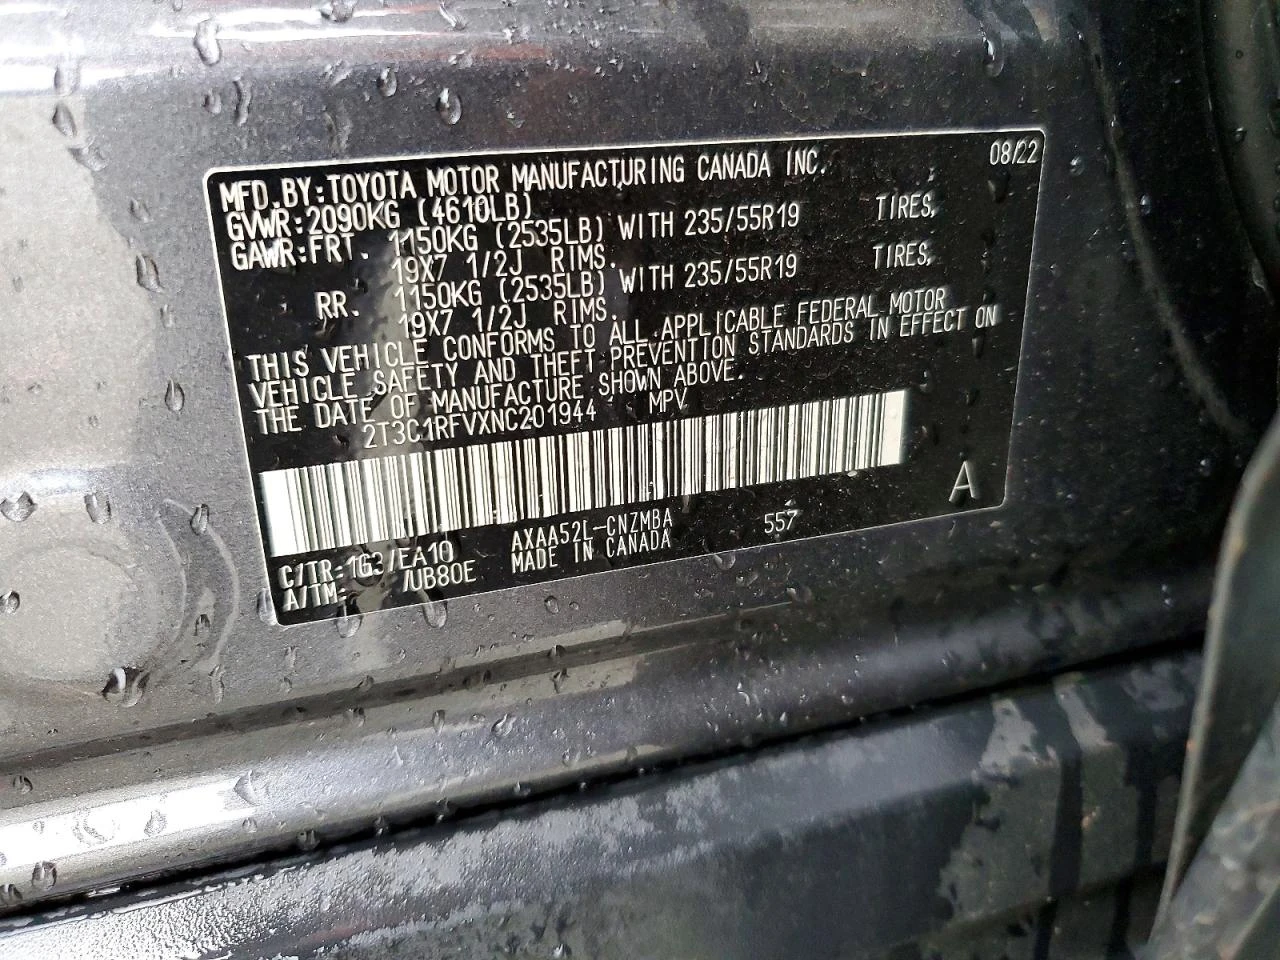 08/22
MFD.BY:TOYOTA MOTOR MANUFACTURING CANADA INC.
GVWR:2090KG (4610LB)
GAWR:FRT. 1150KG (2535LB) WITH 235/55R19 TIRES,
19X7 1/2J RIMS.
RR. 1150KG (2535LB) WITH 235/55R19 TIRES,
19X7 1/2J RIMS.
THIS VEHICLE CONFORMS TO ALL APPLICABLE FEDERAL MOTOR
VEHICLE SAFETY AND THEFT PREVENTION STANDARDS IN EFFECT ON
THE DATE OF MANUFACTURE SHOWN ABOVE.
2T3C1RFVXNC201944 MPV
A
C/TR:1G3/EA10 AXAA52L-CNZMBA 557
A/TM: /UB80E MADE IN CANADA